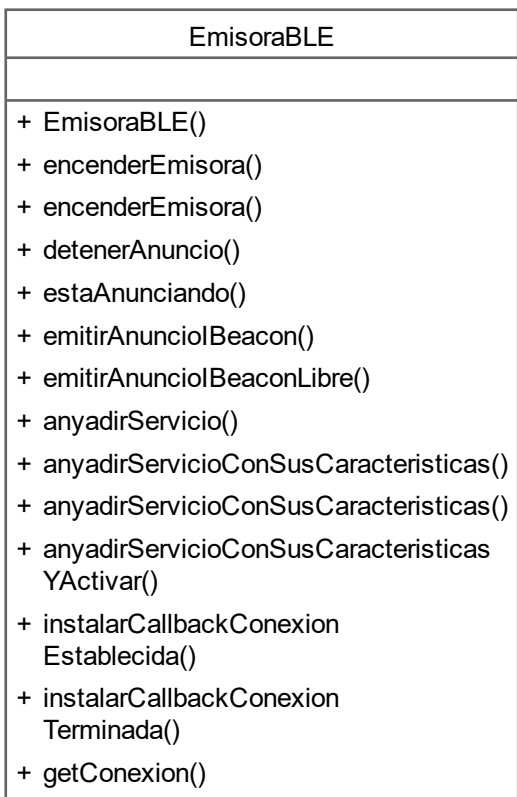 EmisoraBLE
+ EmisoraBLE()
+ encenderEmisora()
+ encenderEmisora()
+ detenerAnuncio()
+ estaAnunciando()
+ emitirAnuncioIBeacon()
+ emitirAnuncioIBeaconLibre()
+ anyadirServicio()
+ anyadirServicioConSusCaracteristicas()
+ anyadirServicioConSusCaracteristicas()
+ anyadirServicioConSusCaracteristicas
YActivar()
+ instalarCallbackConexion
Establecida()
+ instalarCallbackConexion
Terminada()
+ getConexion()